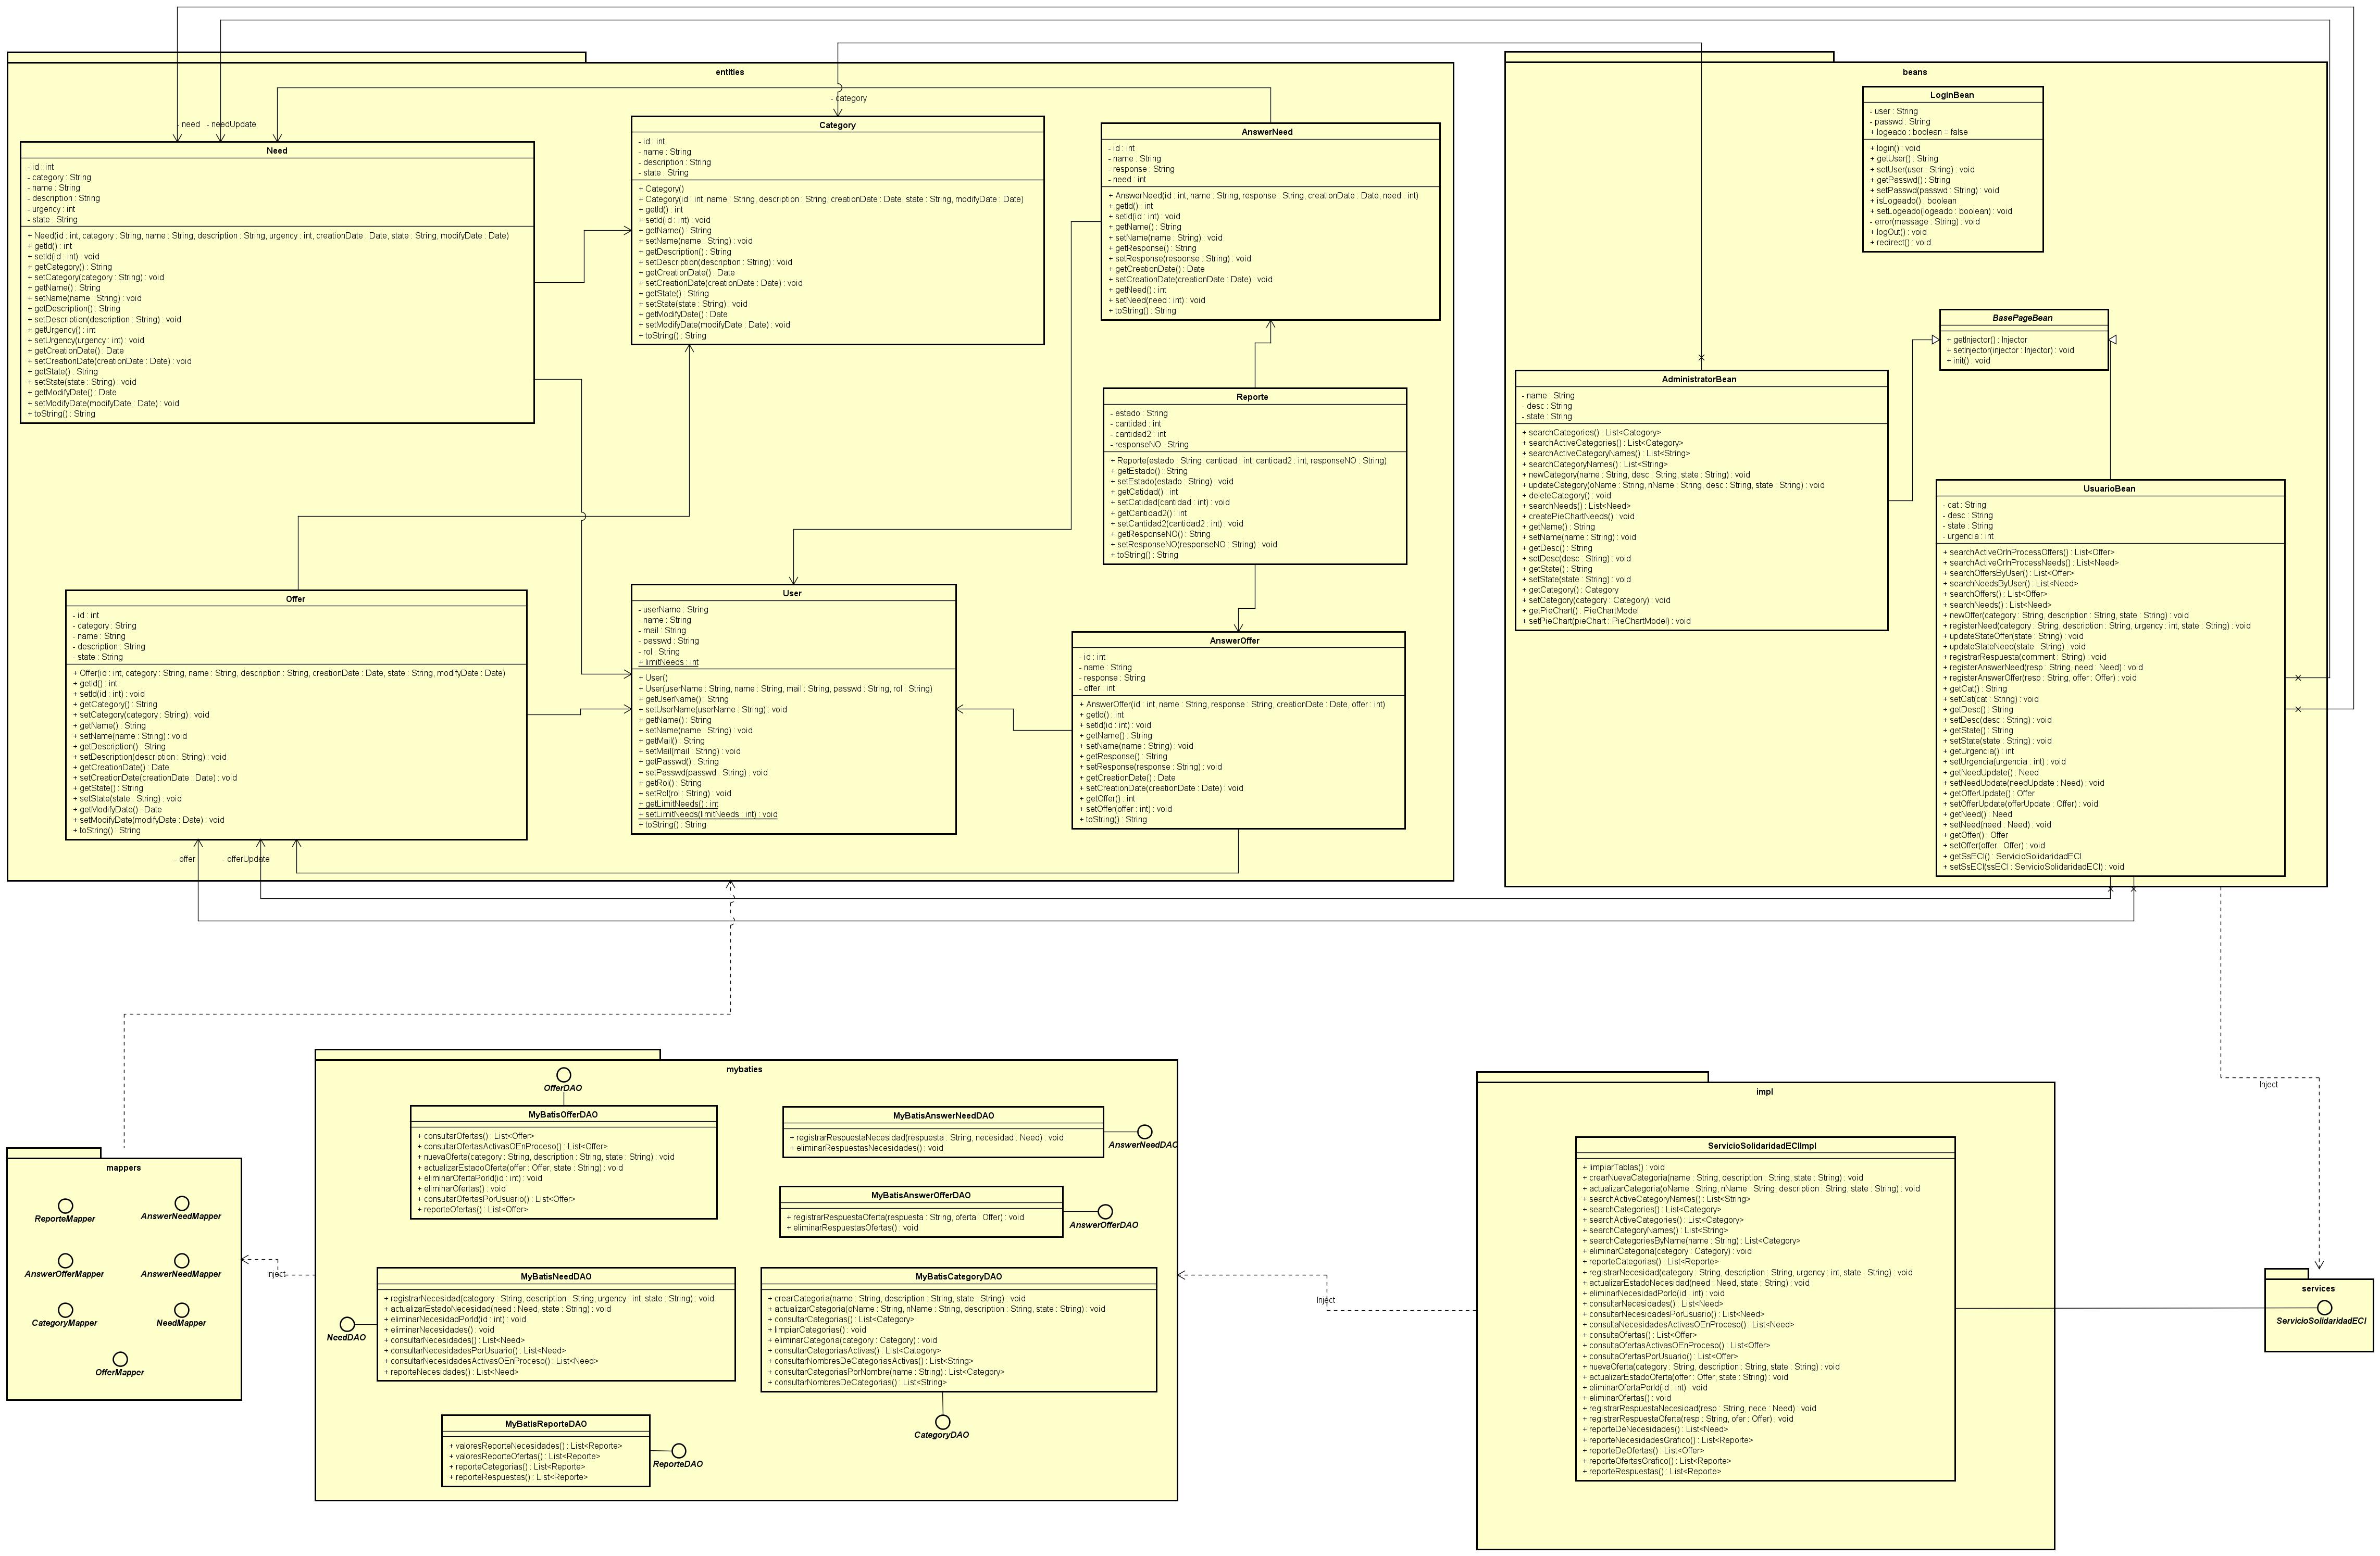 entities
- need
- needUpdate
- category
Need
- id : int
- category : String
- name : String
- description : String
- urgency : int
- state : String
+ Need(id : int, category : String, name : String, description : String, urgency : int, creationDate : Date, state : String, modifyDate : Date)
+ getId() : int
+ setId(id : int) : void
+ getCategory() : String
+ setCategory(category : String) : void
+ getName() : String
+ setName(name : String) : void
+ getDescription() : String
+ setDescription(description : String) : void
+ getUrgency() : int
+ setUrgency(urgency : int) : void
+ getCreationDate() : Date
+ setCreationDate(creationDate : Date) : void
+ getState() : String
+ setState(state : String) : void
+ getModifyDate() : Date
+ setModifyDate(modifyDate : Date) : void
+ toString() : String
Category
- id : int
- name : String
- description : String
- state : String
+ Category()
+ Category(id : int, name : String, description : String, creationDate : Date, state : String, modifyDate : Date)
+ getId() : int
+ setId(id : int) : void
+ getName() : String
+ setName(name : String) : void
+ getDescription() : String
+ setDescription(description : String) : void
+ getCreationDate() : Date
+ setCreationDate(creationDate : Date) : void
+ getState() : String
+ setState(state : String) : void
+ getModifyDate() : Date
+ setModifyDate(modifyDate : Date) : void
+ toString() : String
AnswerNeed
- id : int
- name : String
- response : String
- need : int
+ AnswerNeed(id : int, name : String, response : String, creationDate : Date, need : int)
+ getId() : int
+ setId(id : int) : void
+ getName() : String
+ setName(name : String) : void
+ getResponse() : String
+ setResponse(response : String) : void
+ getCreationDate() : Date
+ setCreationDate(creationDate : Date) : void
+ getNeed() : int
+ setNeed(need : int) : void
+ toString() : String
Reporte
- estado : String
- cantidad : int
- cantidad2 : int
- responseNO : String
+ Reporte(estado : String, cantidad : int, cantidad2 : int, responseNO : String)
+ getEstado() : String
+ setEstado(estado : String) : void
+ getCatidad() : int
+ setCatidad(cantidad : int) : void
+ getCantidad2() : int
+ setCantidad2(cantidad2 : int) : void
+ getResponseNO() : String
+ setResponseNO(responseNO : String) : void
+ toString() : String
Offer
- id : int
- category : String
- name : String
- description : String
- state : String
+ Offer(id : int, category : String, name : String, description : String, creationDate : Date, state : String, modifyDate : Date)
+ getId() : int
+ setId(id : int) : void
+ getCategory() : String
+ setCategory(category : String) : void
+ getName() : String
+ setName(name : String) : void
+ getDescription() : String
+ setDescription(description : String) : void
+ getCreationDate() : Date
+ setCreationDate(creationDate : Date) : void
+ getState() : String
+ setState(state : String) : void
+ getModifyDate() : Date
+ setModifyDate(modifyDate : Date) : void
+ toString() : String
- offer
- offerUpdate
User
- userName : String
- name : String
- mail : String
- passwd : String
- rol : String
+ limitNeeds : int
+ User()
+ User(userName : String, name : String, mail : String, passwd : String, rol : String)
+ getUserName() : String
+ setUserName(userName : String) : void
+ getName() : String
+ setName(name : String) : void
+ getMail() : String
+ setMail(mail : String) : void
+ getPasswd() : String
+ setPasswd(passwd : String) : void
+ getRol() : String
+ setRol(rol : String) : void
+ getLimitNeeds() : int
+ setLimitNeeds(limitNeeds : int) : void
+ toString() : String
AnswerOffer
- id : int
- name : String
- response : String
- offer : int
+ AnswerOffer(id : int, name : String, response : String, creationDate : Date, offer : int)
+ getId() : int
+ setId(id : int) : void
+ getName() : String
+ setName(name : String) : void
+ getResponse() : String
+ setResponse(response : String) : void
+ getCreationDate() : Date
+ setCreationDate(creationDate : Date) : void
+ getOffer() : int
+ setOffer(offer : int) : void
+ toString() : String
beans
LoginBean
- user : String
- passwd : String
+ logeado : boolean = false
+ login() : void
+ getUser() : String
+ setUser(user : String) : void
+ getPasswd() : String
+ setPasswd(passwd : String) : void
+ isLogeado() : boolean
+ setLogeado(logeado : boolean) : void
- error(message : String) : void
+ logOut() : void
+ redirect() : void
BasePageBean
+ getInjector() : Injector
+ setInjector(injector : Injector) : void
+ init() : void
AdministratorBean
- name : String
- desc : String
- state : String
+ searchCategories() : List<Category>
+ searchActiveCategories() : List<Category>
+ searchActiveCategoryNames() : List<String>
+ searchCategoryNames() : List<String>
+ newCategory(name : String, desc : String, state : String) : void
+ updateCategory(oName : String, nName : String, desc : String, state : String) : void
+ deleteCategory() : void
+ searchNeeds() : List<Need>
+ createPieChartNeeds() : void
+ getName() : String
+ setName(name : String) : void
+ getDesc() : String
+ setDesc(desc : String) : void
+ getState() : String
+ setState(state : String) : void
+ getCategory() : Category
+ setCategory(category : Category) : void
+ getPieChart() : PieChartModel
+ setPieChart(pieChart : PieChartModel) : void
UsuarioBean
- cat : String
- desc : String
- state : String
- urgencia : int
+ searchActiveOrInProcessOffers() : List<Offer>
+ searchActiveOrInProcessNeeds() : List<Need>
+ searchOffersByUser() : List<Offer>
+ searchNeedsByUser() : List<Need>
+ searchOffers() : List<Offer>
+ searchNeeds() : List<Need>
+ newOffer(category : String, description : String, state : String) : void
+ registerNeed(category : String, description : String, urgency : int, state : String) : void
+ updateStateOffer(state : String) : void
+ updateStateNeed(state : String) : void
+ registrarRespuesta(comment : String) : void
+ registerAnswerNeed(resp : String, need : Need) : void
+ registerAnswerOffer(resp : String, offer : Offer) : void
+ getCat() : String
+ setCat(cat : String) : void
+ getDesc() : String
+ setDesc(desc : String) : void
+ getState() : String
+ setState(state : String) : void
+ getUrgencia() : int
+ setUrgencia(urgencia : int) : void
+ getNeedUpdate() : Need
+ setNeedUpdate(needUpdate : Need) : void
+ getOfferUpdate() : Offer
+ setOfferUpdate(offerUpdate : Offer) : void
+ getNeed() : Need
+ setNeed(need : Need) : void
+ getOffer() : Offer
+ setOffer(offer : Offer) : void
+ getSsECI() : ServicioSolidaridadECI
+ setSsECI(ssECI : ServicioSolidaridadECI) : void
mappers
ReporteMapper
AnswerNeedMapper
AnswerOfferMapper
AnswerNeedMapper
CategoryMapper
NeedMapper
OfferMapper
Inject
mybaties
OfferDAO
MyBatisOfferDAO
+ consultarOfertas() : List<Offer>
+ consultarOfertasActivasOEnProceso() : List<Offer>
+ nuevaOferta(category : String, description : String, state : String) : void
+ actualizarEstadoOferta(offer : Offer, state : String) : void
+ eliminarOfertaPorId(id : int) : void
+ eliminarOfertas() : void
+ consultarOfertasPorUsuario() : List<Offer>
+ reporteOfertas() : List<Offer>
MyBatisAnswerNeedDAO
+ registrarRespuestaNecesidad(respuesta : String, necesidad : Need) : void
+ eliminarRespuestasNecesidades() : void
AnswerNeedDAO
MyBatisAnswerOfferDAO
+ registrarRespuestaOferta(respuesta : String, oferta : Offer) : void
+ eliminarRespuestasOfertas() : void
AnswerOfferDAO
MyBatisNeedDAO
+ registrarNecesidad(category : String, description : String, urgency : int, state : String) : void
+ actualizarEstadoNecesidad(need : Need, state : String) : void
+ eliminarNecesidadPorId(id : int) : void
+ eliminarNecesidades() : void
+ consultarNecesidades() : List<Need>
+ consultarNecesidadesPorUsuario() : List<Need>
+ consultarNecesidadesActivasOEnProceso() : List<Need>
+ reporteNecesidades() : List<Need>
NeedDAO
MyBatisCategoryDAO
+ crearCategoria(name : String, description : String, state : String) : void
+ actualizarCategoria(oName : String, nName : String, description : String, state : String) : void
+ consultarCategorias() : List<Category>
+ limpiarCategorias() : void
+ eliminarCategoria(category : Category) : void
+ consultarCategoriasActivas() : List<Category>
+ consultarNombresDeCategoriasActivas() : List<String>
+ consultarCategoriasPorNombre(name : String) : List<Category>
+ consultarNombresDeCategorias() : List<String>
CategoryDAO
MyBatisReporteDAO
+ valoresReporteNecesidades() : List<Reporte>
+ valoresReporteOfertas() : List<Reporte>
+ reporteCategorias() : List<Reporte>
+ reporteRespuestas() : List<Reporte>
ReporteDAO
Inject
impl
ServicioSolidaridadECIImpl
+ limpiarTablas() : void
+ crearNuevaCategoria(name : String, description : String, state : String) : void
+ actualizarCategoria(oName : String, nName : String, description : String, state : String) : void
+ searchActiveCategoryNames() : List<String>
+ searchCategories() : List<Category>
+ searchActiveCategories() : List<Category>
+ searchCategoryNames() : List<String>
+ searchCategoriesByName(name : String) : List<Category>
+ eliminarCategoria(category : Category) : void
+ reporteCategorias() : List<Reporte>
+ registrarNecesidad(category : String, description : String, urgency : int, state : String) : void
+ actualizarEstadoNecesidad(need : Need, state : String) : void
+ eliminarNecesidadPorId(id : int) : void
+ consultarNecesidades() : List<Need>
+ consultarNecesidadesPorUsuario() : List<Need>
+ consultaNecesidadesActivasOEnProceso() : List<Need>
+ consultaOfertas() : List<Offer>
+ consultaOfertasActivasOEnProceso() : List<Offer>
+ consultaOfertasPorUsuario() : List<Offer>
+ nuevaOferta(category : String, description : String, state : String) : void
+ actualizarEstadoOferta(offer : Offer, state : String) : void
+ eliminarOfertaPorId(id : int) : void
+ eliminarOfertas() : void
+ registrarRespuestaNecesidad(resp : String, nece : Need) : void
+ registrarRespuestaOferta(resp : String, ofer : Offer) : void
+ reporteDeNecesidades() : List<Need>
+ reporteNecesidadesGrafico() : List<Reporte>
+ reporteDeOfertas() : List<Offer>
+ reporteOfertasGrafico() : List<Reporte>
+ reporteRespuestas() : List<Reporte>
Inject
services
ServicioSolidaridadECI